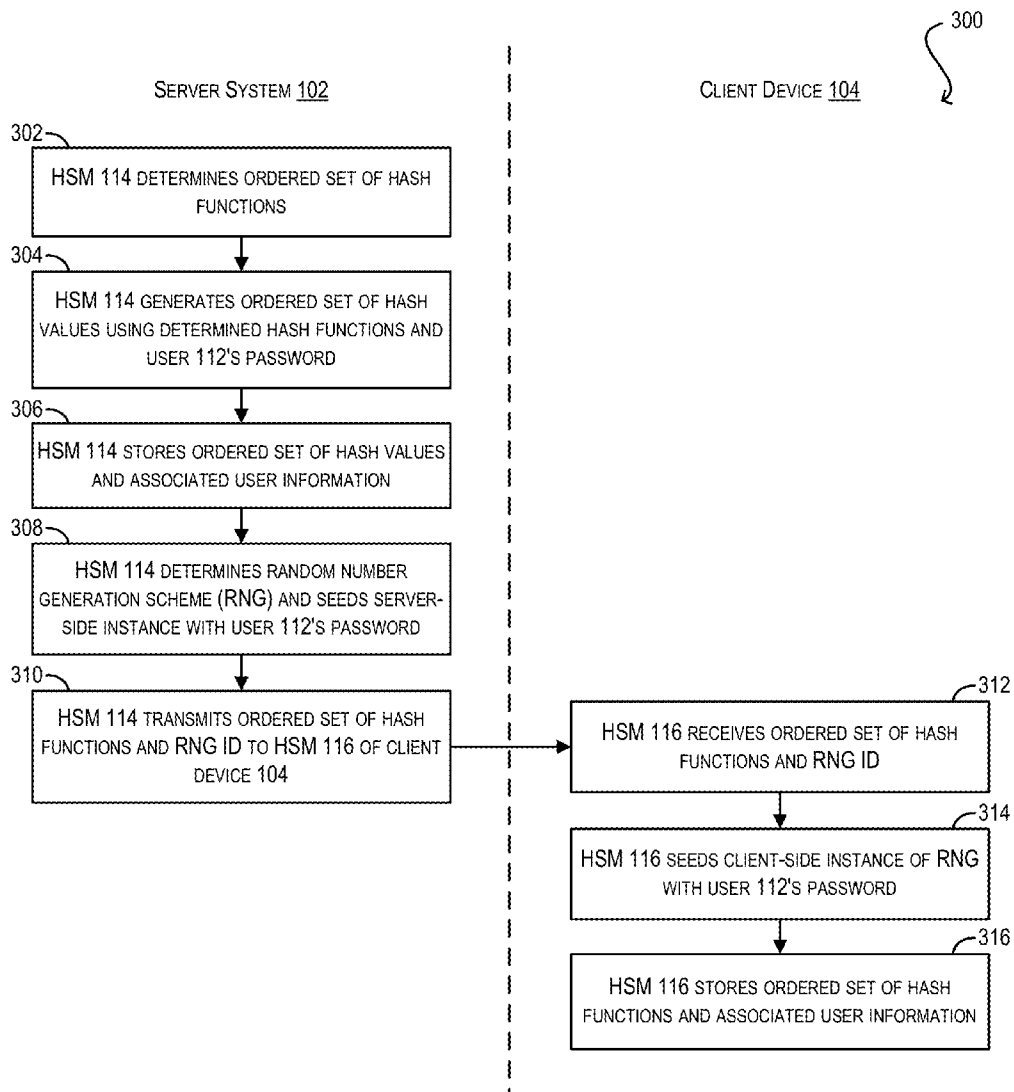 300
SERVER SYSTEM 102
CLIENT DEVICE 104
302
HSM 114 DETERMINES ORDERED SET OF HASH
FUNCTIONS
304
HSM 114 GENERATES ORDERED SET OF HASH
VALUES USING DETERMINED HASH FUNCTIONS AND
USER 112'S PASSWORD
306
HSM 114 STORES ORDERED SET OF HASH VALUES
AND ASSOCIATED USER INFORMATION
308
HSM 114 DETERMINES RANDOM NUMBER
GENERATION SCHEME (RNG) AND SEEDS SERVER-
SIDE INSTANCE WITH USER 112'S PASSWORD
310
HSM 114 TRANSMITS ORDERED SET OF HASH
FUNCTIONS AND RNG ID TO HSM 116 OF CLIENT
DEVICE 104
312
HSM 116 RECEIVES ORDERED SET OF HASH
FUNCTIONS AND RNG ID
314
HSM 116 SEEDS CLIENT-SIDE INSTANCE OF RNG
WITH USER 112'S PASSWORD
316
HSM 116 STORES ORDERED SET OF HASH
FUNCTIONS AND ASSOCIATED USER INFORMATION